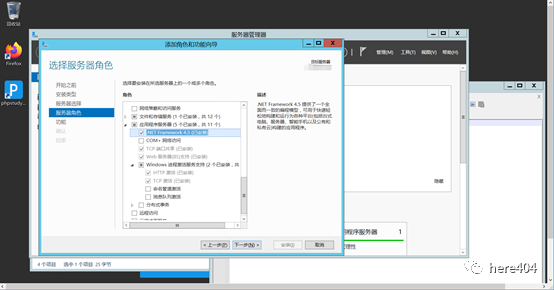 回收站
Firefox
phpstudy...
服务器管理器
管理(M) 工具(T) 视图(V) 帮助(H)
添加角色和功能向导
选择服务器角色
目标服务器
开始之前
安装类型
服务器选择
服务器角色
功能
确认
结果
选择要安装在所选服务器上的一个或多个角色。
角色
描述
网络策略和访问服务
文件和存储服务 (1 个已安装，共 12 个)
应用程序服务器 (5 个已安装，共 11 个)
.NET Framework 4.5 (已安装)
COM+ 网络访问
TCP 端口共享 (已安装)
Web 服务器(IIS)支持 (已安装)
Windows 进程激活服务支持 (2 个已安装，共
HTTP 激活 (已安装)
TCP 激活 (已安装)
命名管道激活
消息队列激活
分布式事务
远程访问
.NET Framework 4.5 提供了一个全
面而一致的编程模型，可用于快速轻
松地构建和运行为各种平台(包括台式
电脑、服务器、智能手机以及公有和
私有云)构建的应用程序。
隐藏
程序服务器 1
理性
< 上一步(P) 下一步(N) > 安装(I) 取消
4 个项目 选中 1 个项目 25 字节
here404